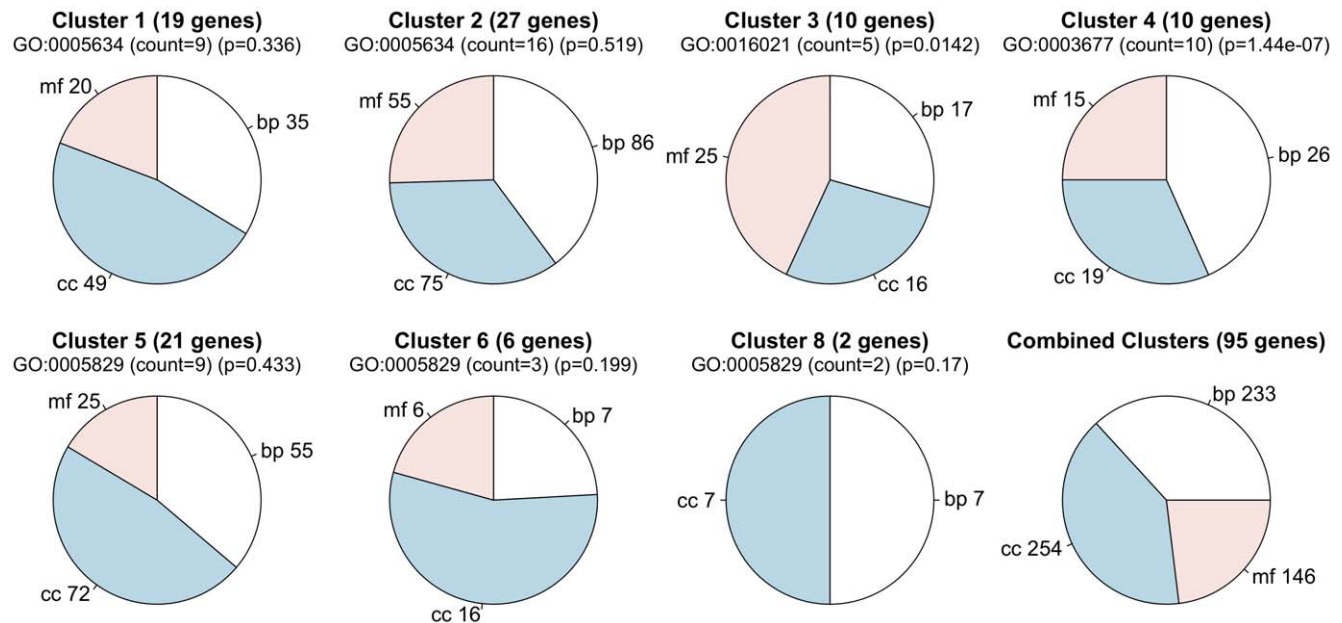 Cluster 1 (19 genes)
GO:0005634 (count=9) (p=0.336)
mf 20
bp 35
cc 49
Cluster 2 (27 genes)
GO:0005634 (count=16) (p=0.519)
mf 55
bp 86
cc 75
Cluster 3 (10 genes)
GO:0016021 (count=5) (p=0.0142)
bp 17
mf 25
cc 16
Cluster 4 (10 genes)
GO:0003677 (count=10) (p=1.44e-07)
mf 15
bp 26
cc 19
Cluster 5 (21 genes)
GO:0005829 (count=9) (p=0.433)
mf 25
bp 55
cc 72
Cluster 6 (6 genes)
GO:0005829 (count=3) (p=0.199)
mf 6
bp 7
cc 16
Cluster 8 (2 genes)
GO:0005829 (count=2) (p=0.17)
cc 7
bp 7
Combined Clusters (95 genes)
bp 233
cc 254
mf 146